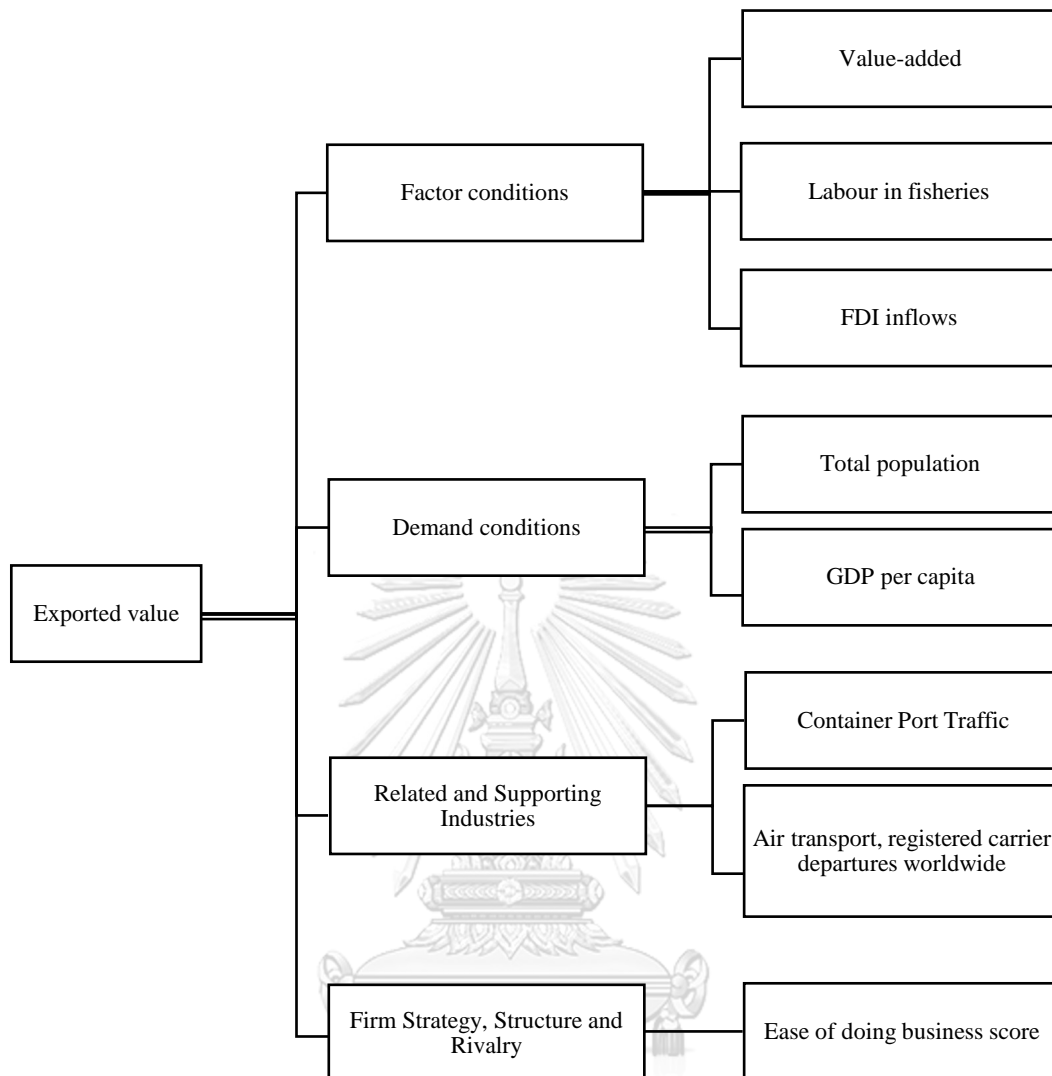 Value-added
Factor conditions
Labour in fisheries
FDI inflows
Total population
Demand conditions
GDP per capita
Exported value
Container Port Traffic
Related and Supporting
Industries
Air transport, registered carrier
departures worldwide
Firm Strategy, Structure and
Rivalry
Ease of doing business score